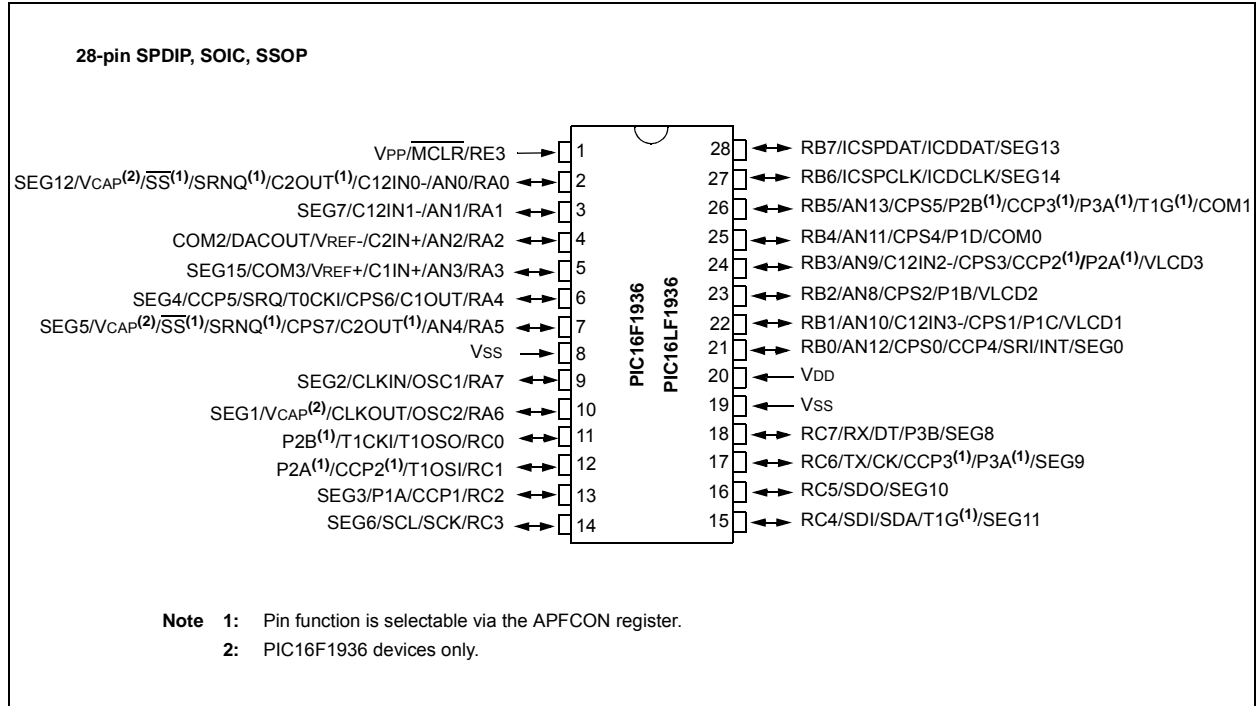 28-pin SPDIP, SOIC, SSOP
VPP/MCLR/RE3 1
SEG12/VCAP(2)/SS(1)/SRNQ(1)/C2OUT(1)/C12IN0-/AN0/RA0 2
SEG7/C12IN1-/AN1/RA1 3
COM2/DACOUT/VREF-/C2IN+/AN2/RA2 4
SEG15/COM3/VREF+/C1IN+/AN3/RA3 5
SEG4/CCP5/SRQ/T0CKI/CPS6/C1OUT/RA4 6
SEG5/VCAP(2)/SS(1)/SRNQ(1)/CPS7/C2OUT(1)/AN4/RA5 7
VSS 8
SEG2/CLKIN/OSC1/RA7 9
SEG1/VCAP(2)/CLKOUT/OSC2/RA6 10
P2B(1)/T1CKI/T1OSO/RC0 11
P2A(1)/CCP2(1)/T1OSI/RC1 12
SEG3/P1A/CCP1/RC2 13
SEG6/SCL/SCK/RC3 14
PIC16F1936
PIC16LF1936
28 RB7/ICSPDAT/ICDDAT/SEG13
27 RB6/ICSPCLK/ICDCLK/SEG14
26 RB5/AN13/CPS5/P2B(1)/CCP3(1)/P3A(1)/T1G(1)/COM1
25 RB4/AN11/CPS4/P1D/COM0
24 RB3/AN9/C12IN2-/CPS3/CCP2(1)/P2A(1)/VLCD3
23 RB2/AN8/CPS2/P1B/VLCD2
22 RB1/AN10/C12IN3-/CPS1/P1C/VLCD1
21 RB0/AN12/CPS0/CCP4/SRI/INT/SEG0
20 VDD
19 VSS
18 RC7/RX/DT/P3B/SEG8
17 RC6/TX/CK/CCP3(1)/P3A(1)/SEG9
16 RC5/SDO/SEG10
15 RC4/SDI/SDA/T1G(1)/SEG11
Note 1: Pin function is selectable via the APFCON register.
2: PIC16F1936 devices only.